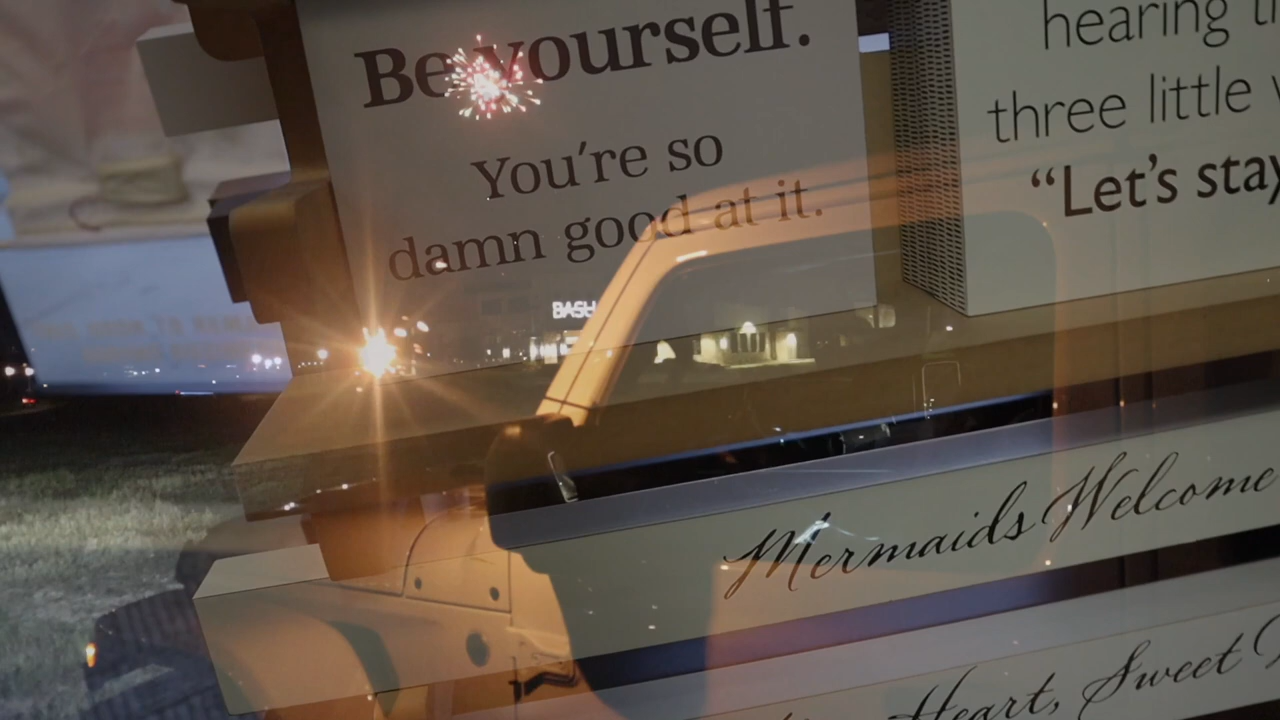 Be yourself.
You're so
damn good at it.
hearing
three little
“Let's stay
BASH
Mermaids Welcome
Heart, Sweet